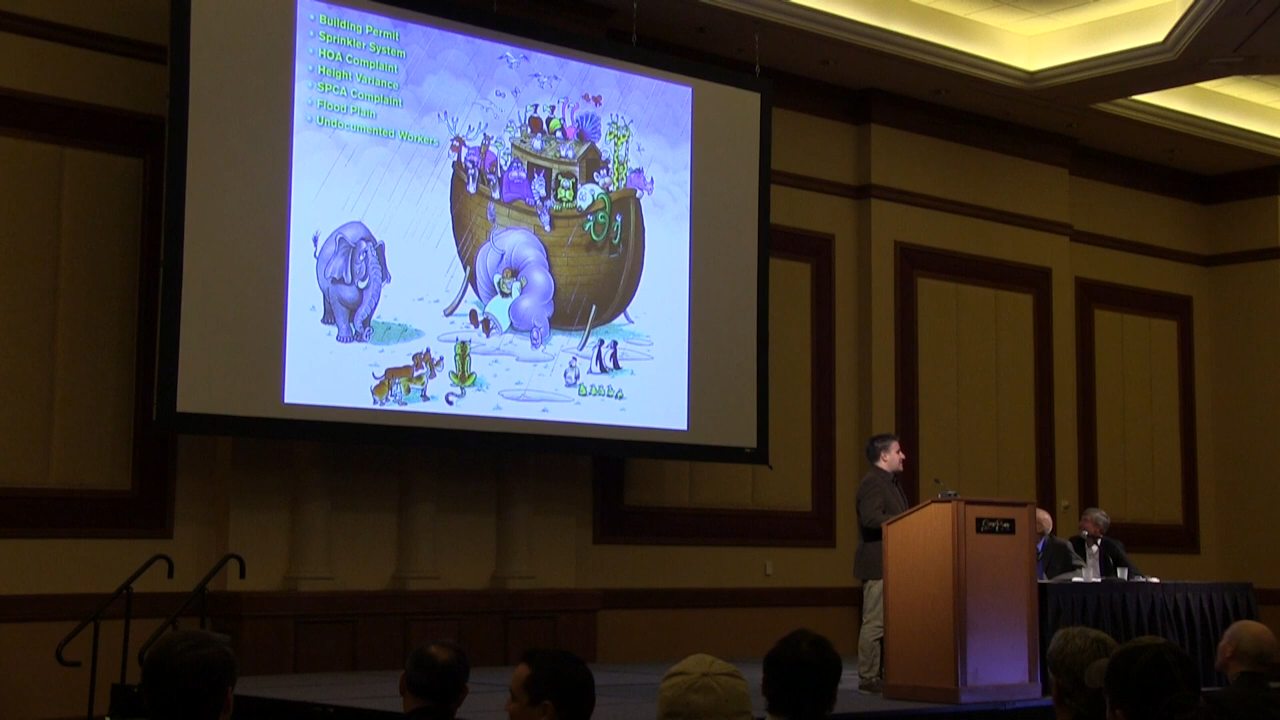 • Building Permit
• Sprinkler System
• HOA Complaint
• Height Variance
• SPCA Complaint
• Flood Plain
• Undocumented Workers